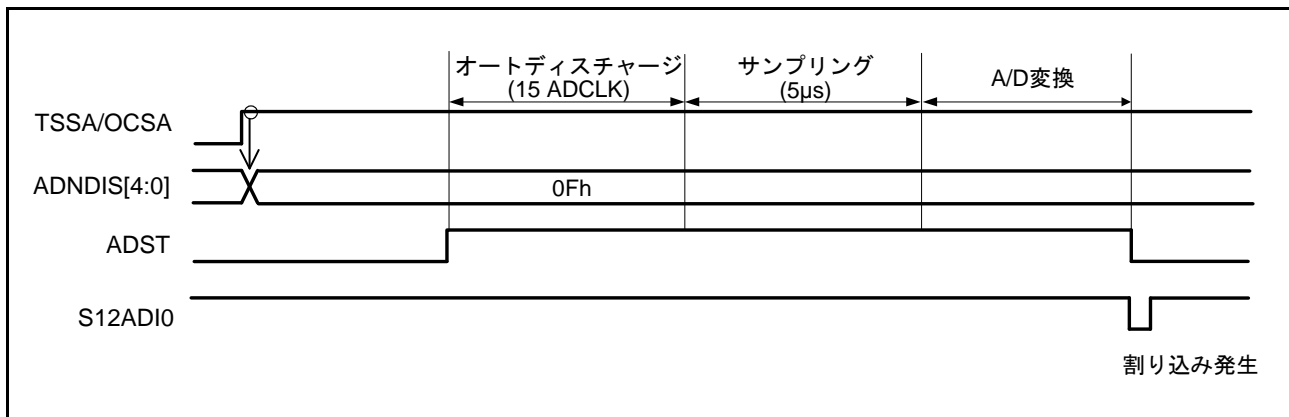 オートディスチャージ
(15 ADCLK)
サンプリング
(5µs)
A/D変換
TSSA/OCSA
ADNDIS[4:0]
0Fh
ADST
S12ADI0
割り込み発生